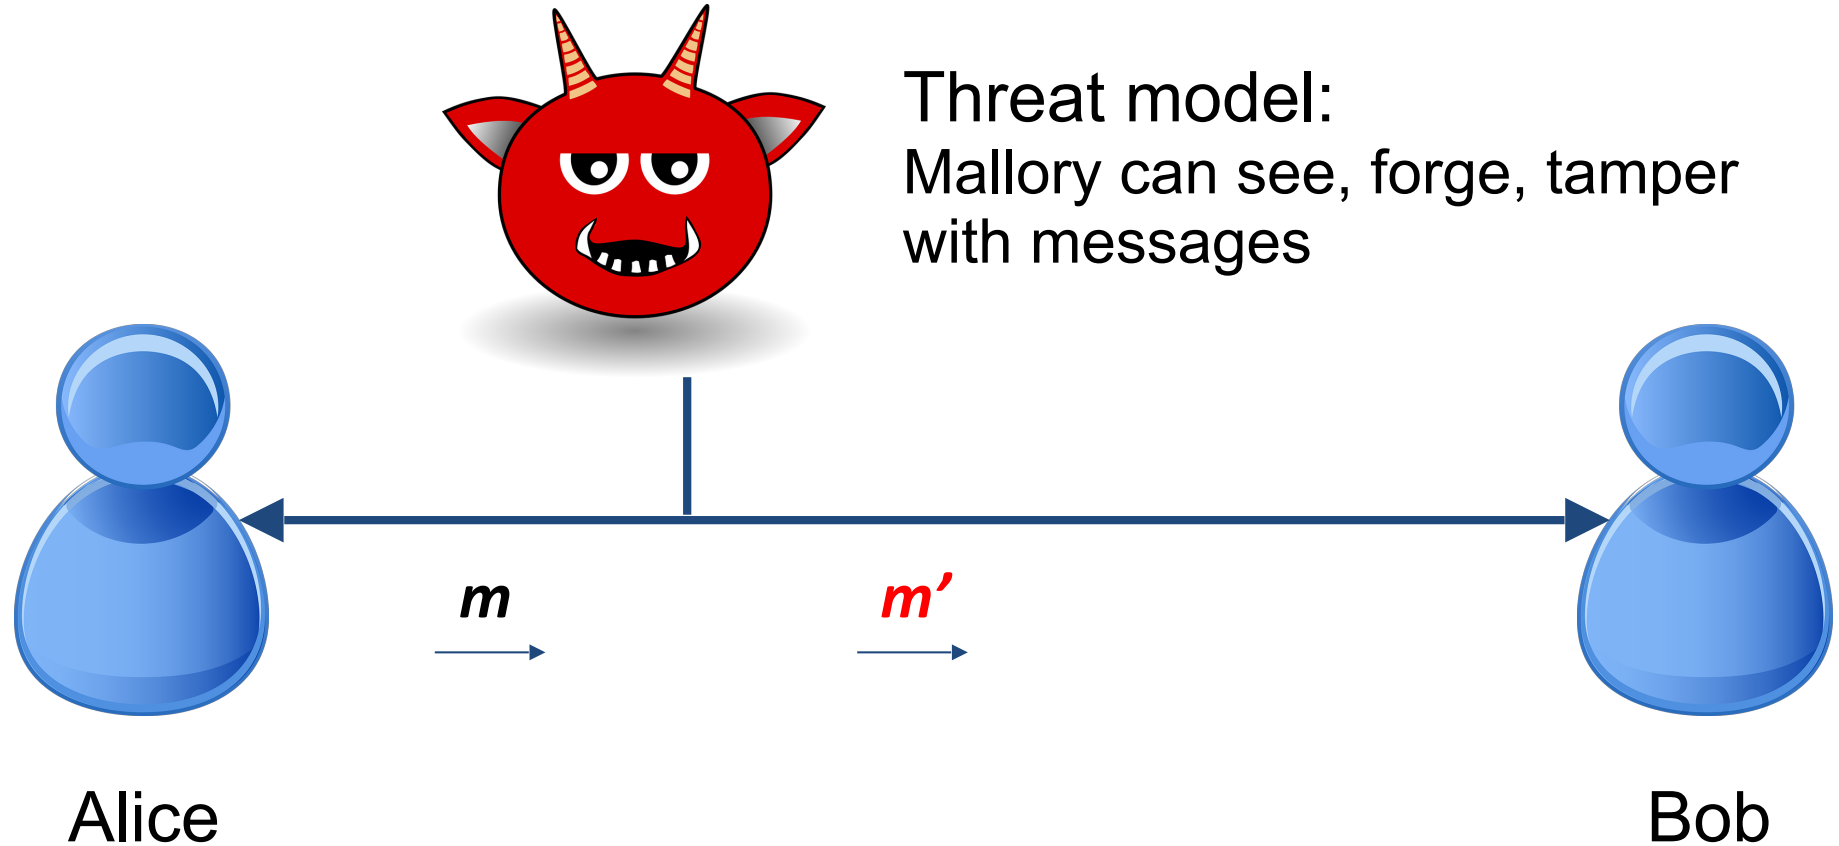 Threat model:
Mallory can see, forge, tamper
with messages
m
m’
Alice
Bob